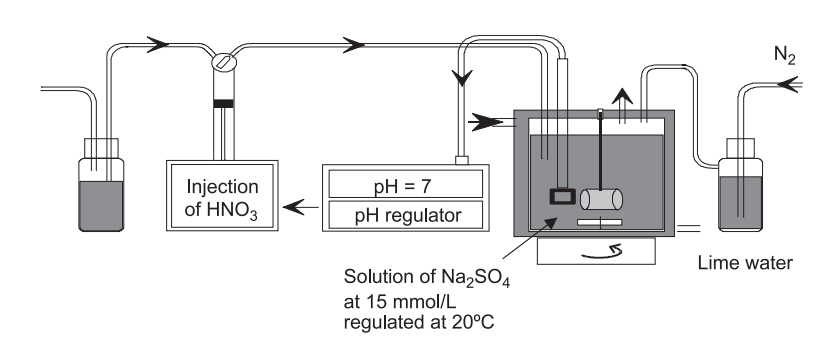 N₂
Injection
of HNO₃
pH = 7
pH regulator
Lime water
Solution of Na₂SO₄
at 15 mmol/L
regulated at 20ºC